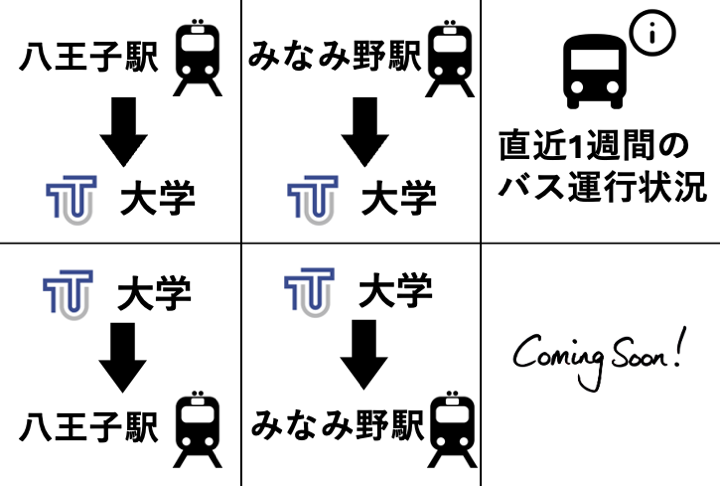 八王子駅
大学
みなみ野駅
大学
i
直近1週間の
バス運行状況
大学
八王子駅
大学
みなみ野駅
Coming Soon!